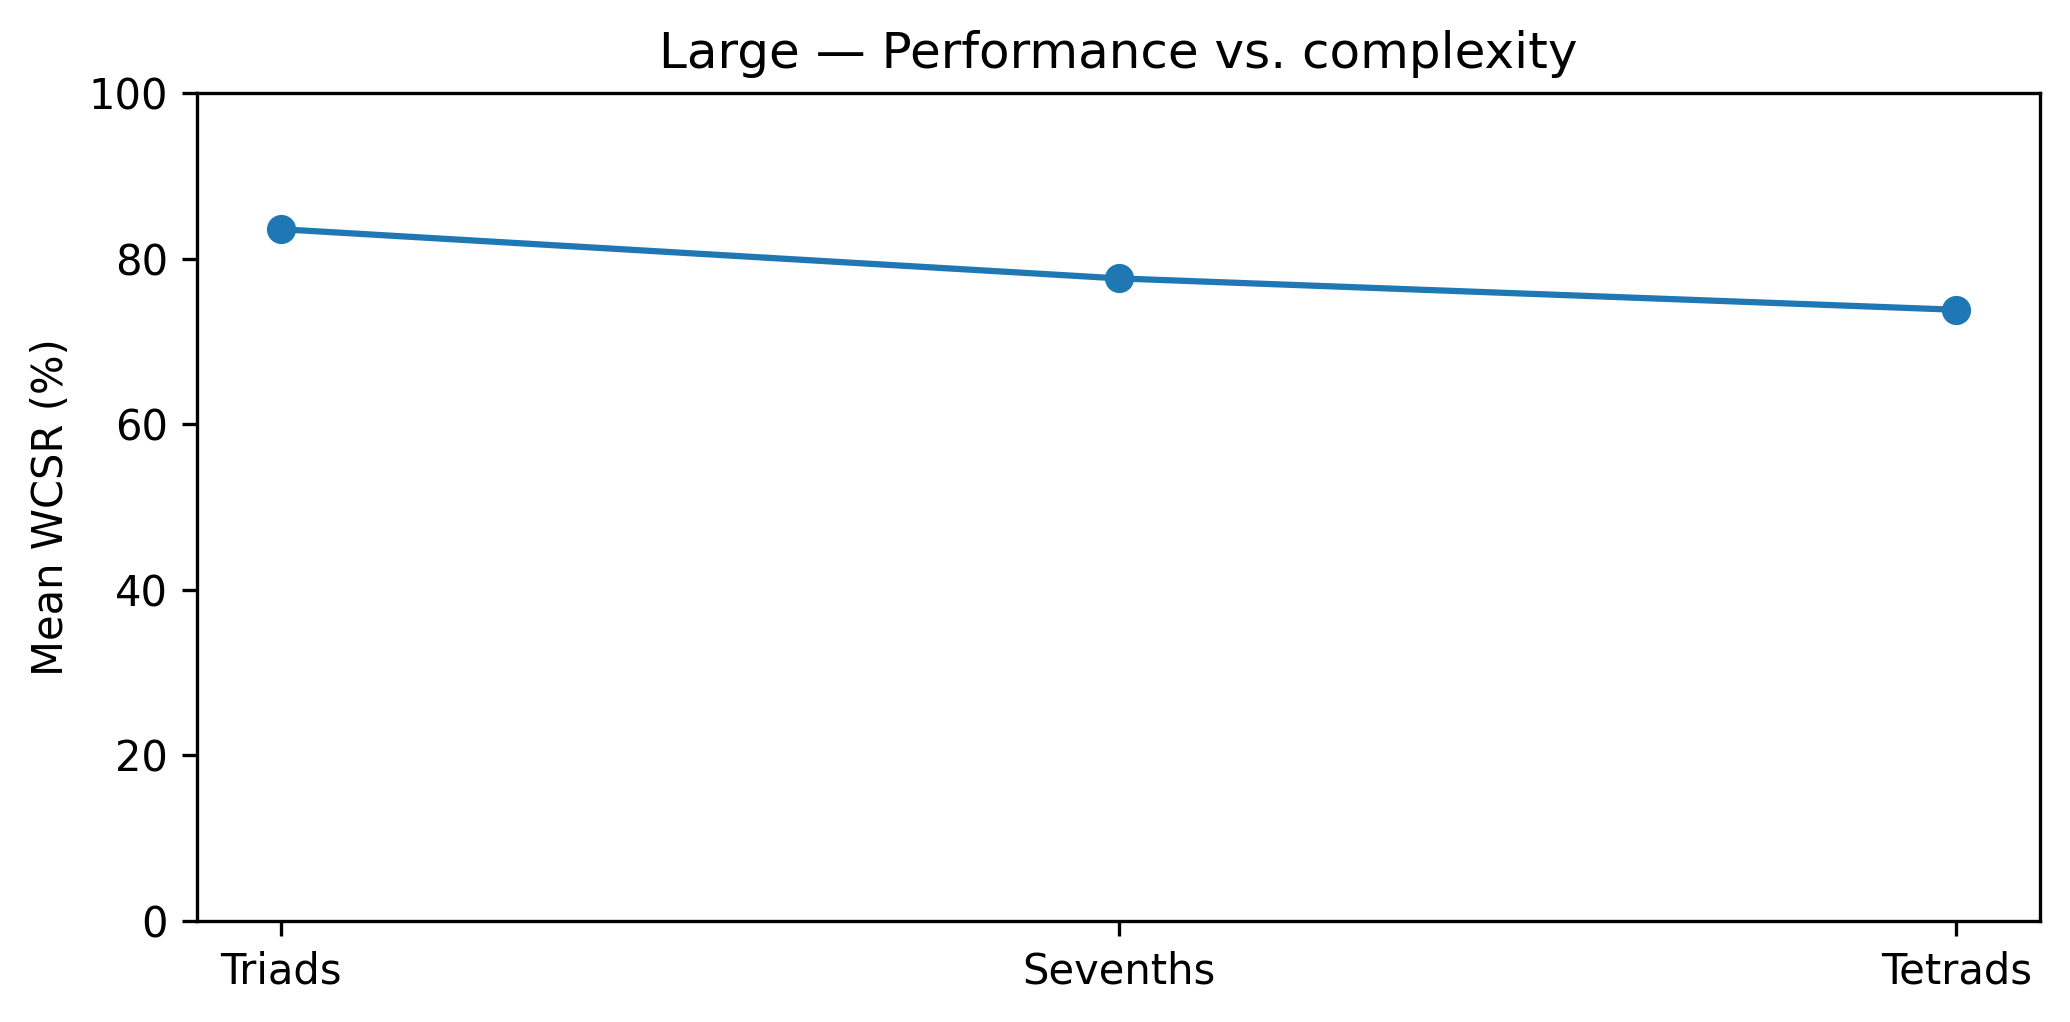 Large — Performance vs. complexity
Mean WCSR (%)
100
80
60
40
20
0
Triads
Sevenths
Tetrads